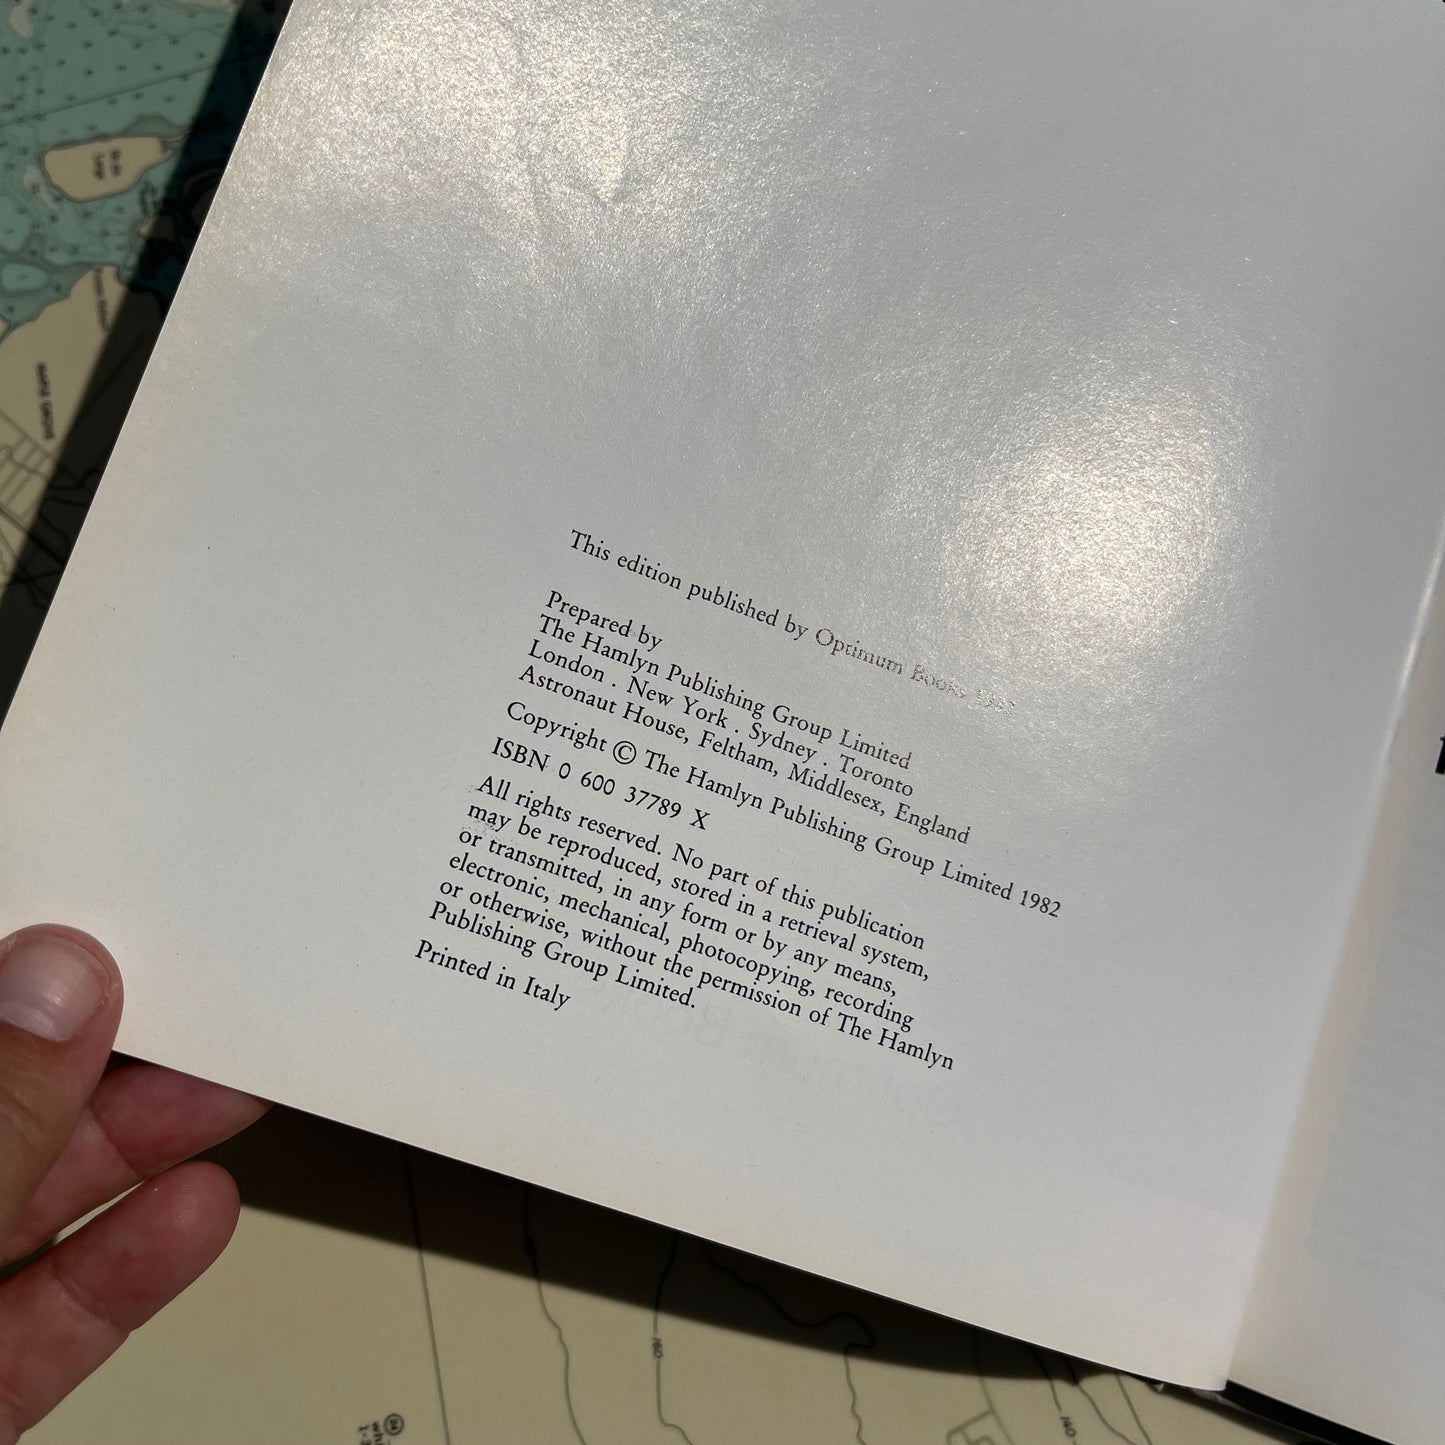 This edition published by Optimum Books
Prepared by
The Hamlyn Publishing Group Limited
London . New York . Sydney . Toronto
Astronaut House, Feltham, Middlesex, England
Copyright © The Hamlyn Publishing Group Limited 1982
ISBN 0 600 37789 X
All rights reserved. No part of this publication
may be reproduced, stored in a retrieval system,
or transmitted, in any form or by any means,
electronic, mechanical, photocopying, recording
or otherwise, without the permission of The Hamlyn
Publishing Group Limited.
Printed in Italy
160
140